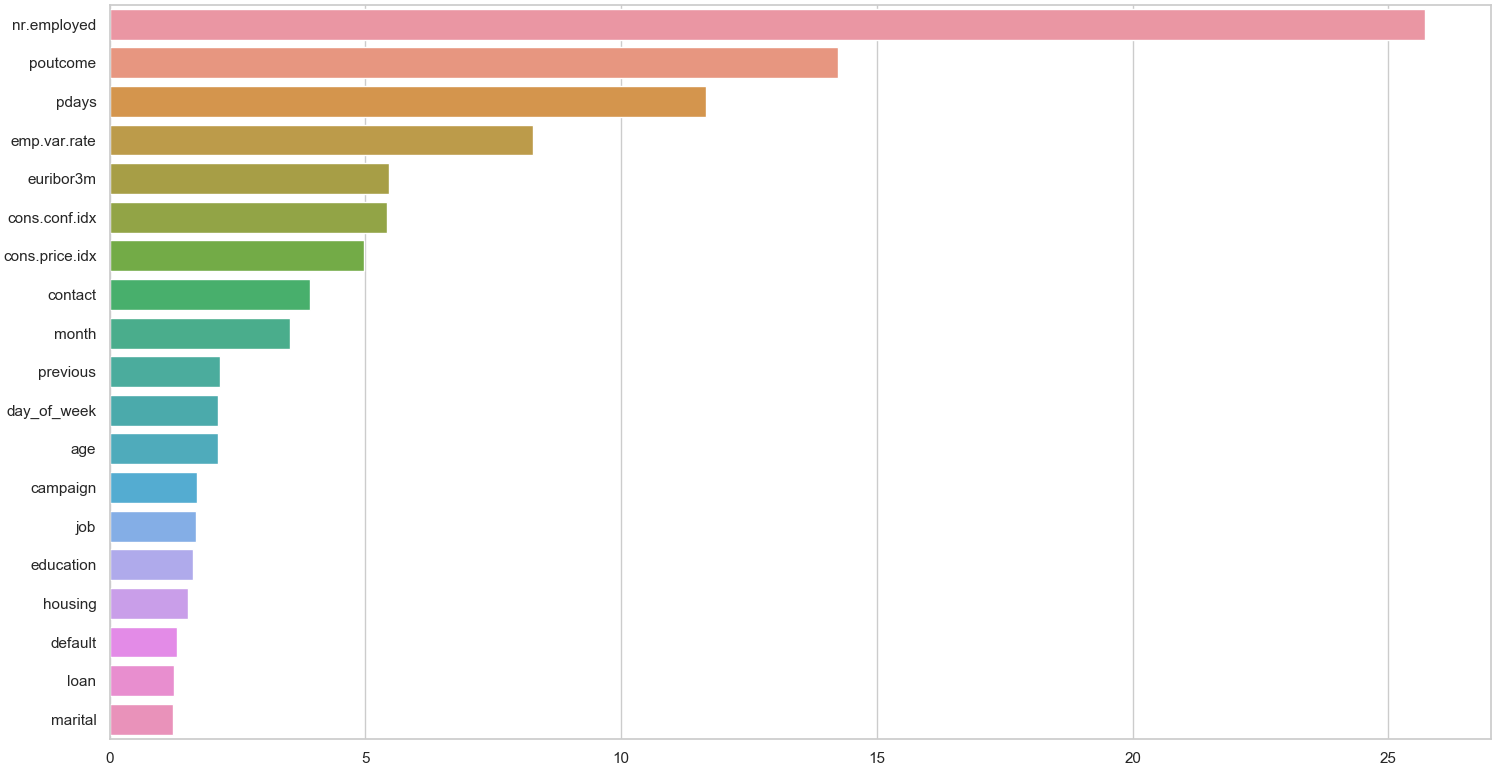 nr.employed
poutcome
pdays
emp.var.rate
euribor3m
cons.conf.idx
cons.price.idx
contact
month
previous
day_of_week
age
campaign
job
education
housing
default
loan
marital
0 5 10 15 20 25